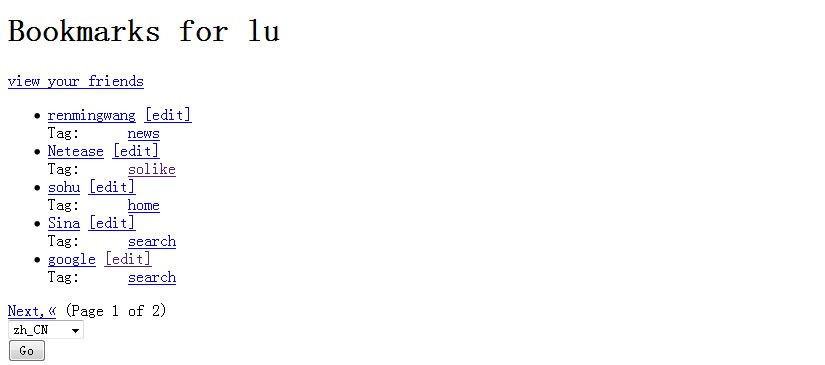 Bookmarks for lu
view your friends
renmingwang [edit]
Tag: news
Netease [edit]
Tag: solike
sohu [edit]
Tag: home
Sina [edit]
Tag: search
google [edit]
Tag: search
Next,« (Page 1 of 2)
zh_CN
Go